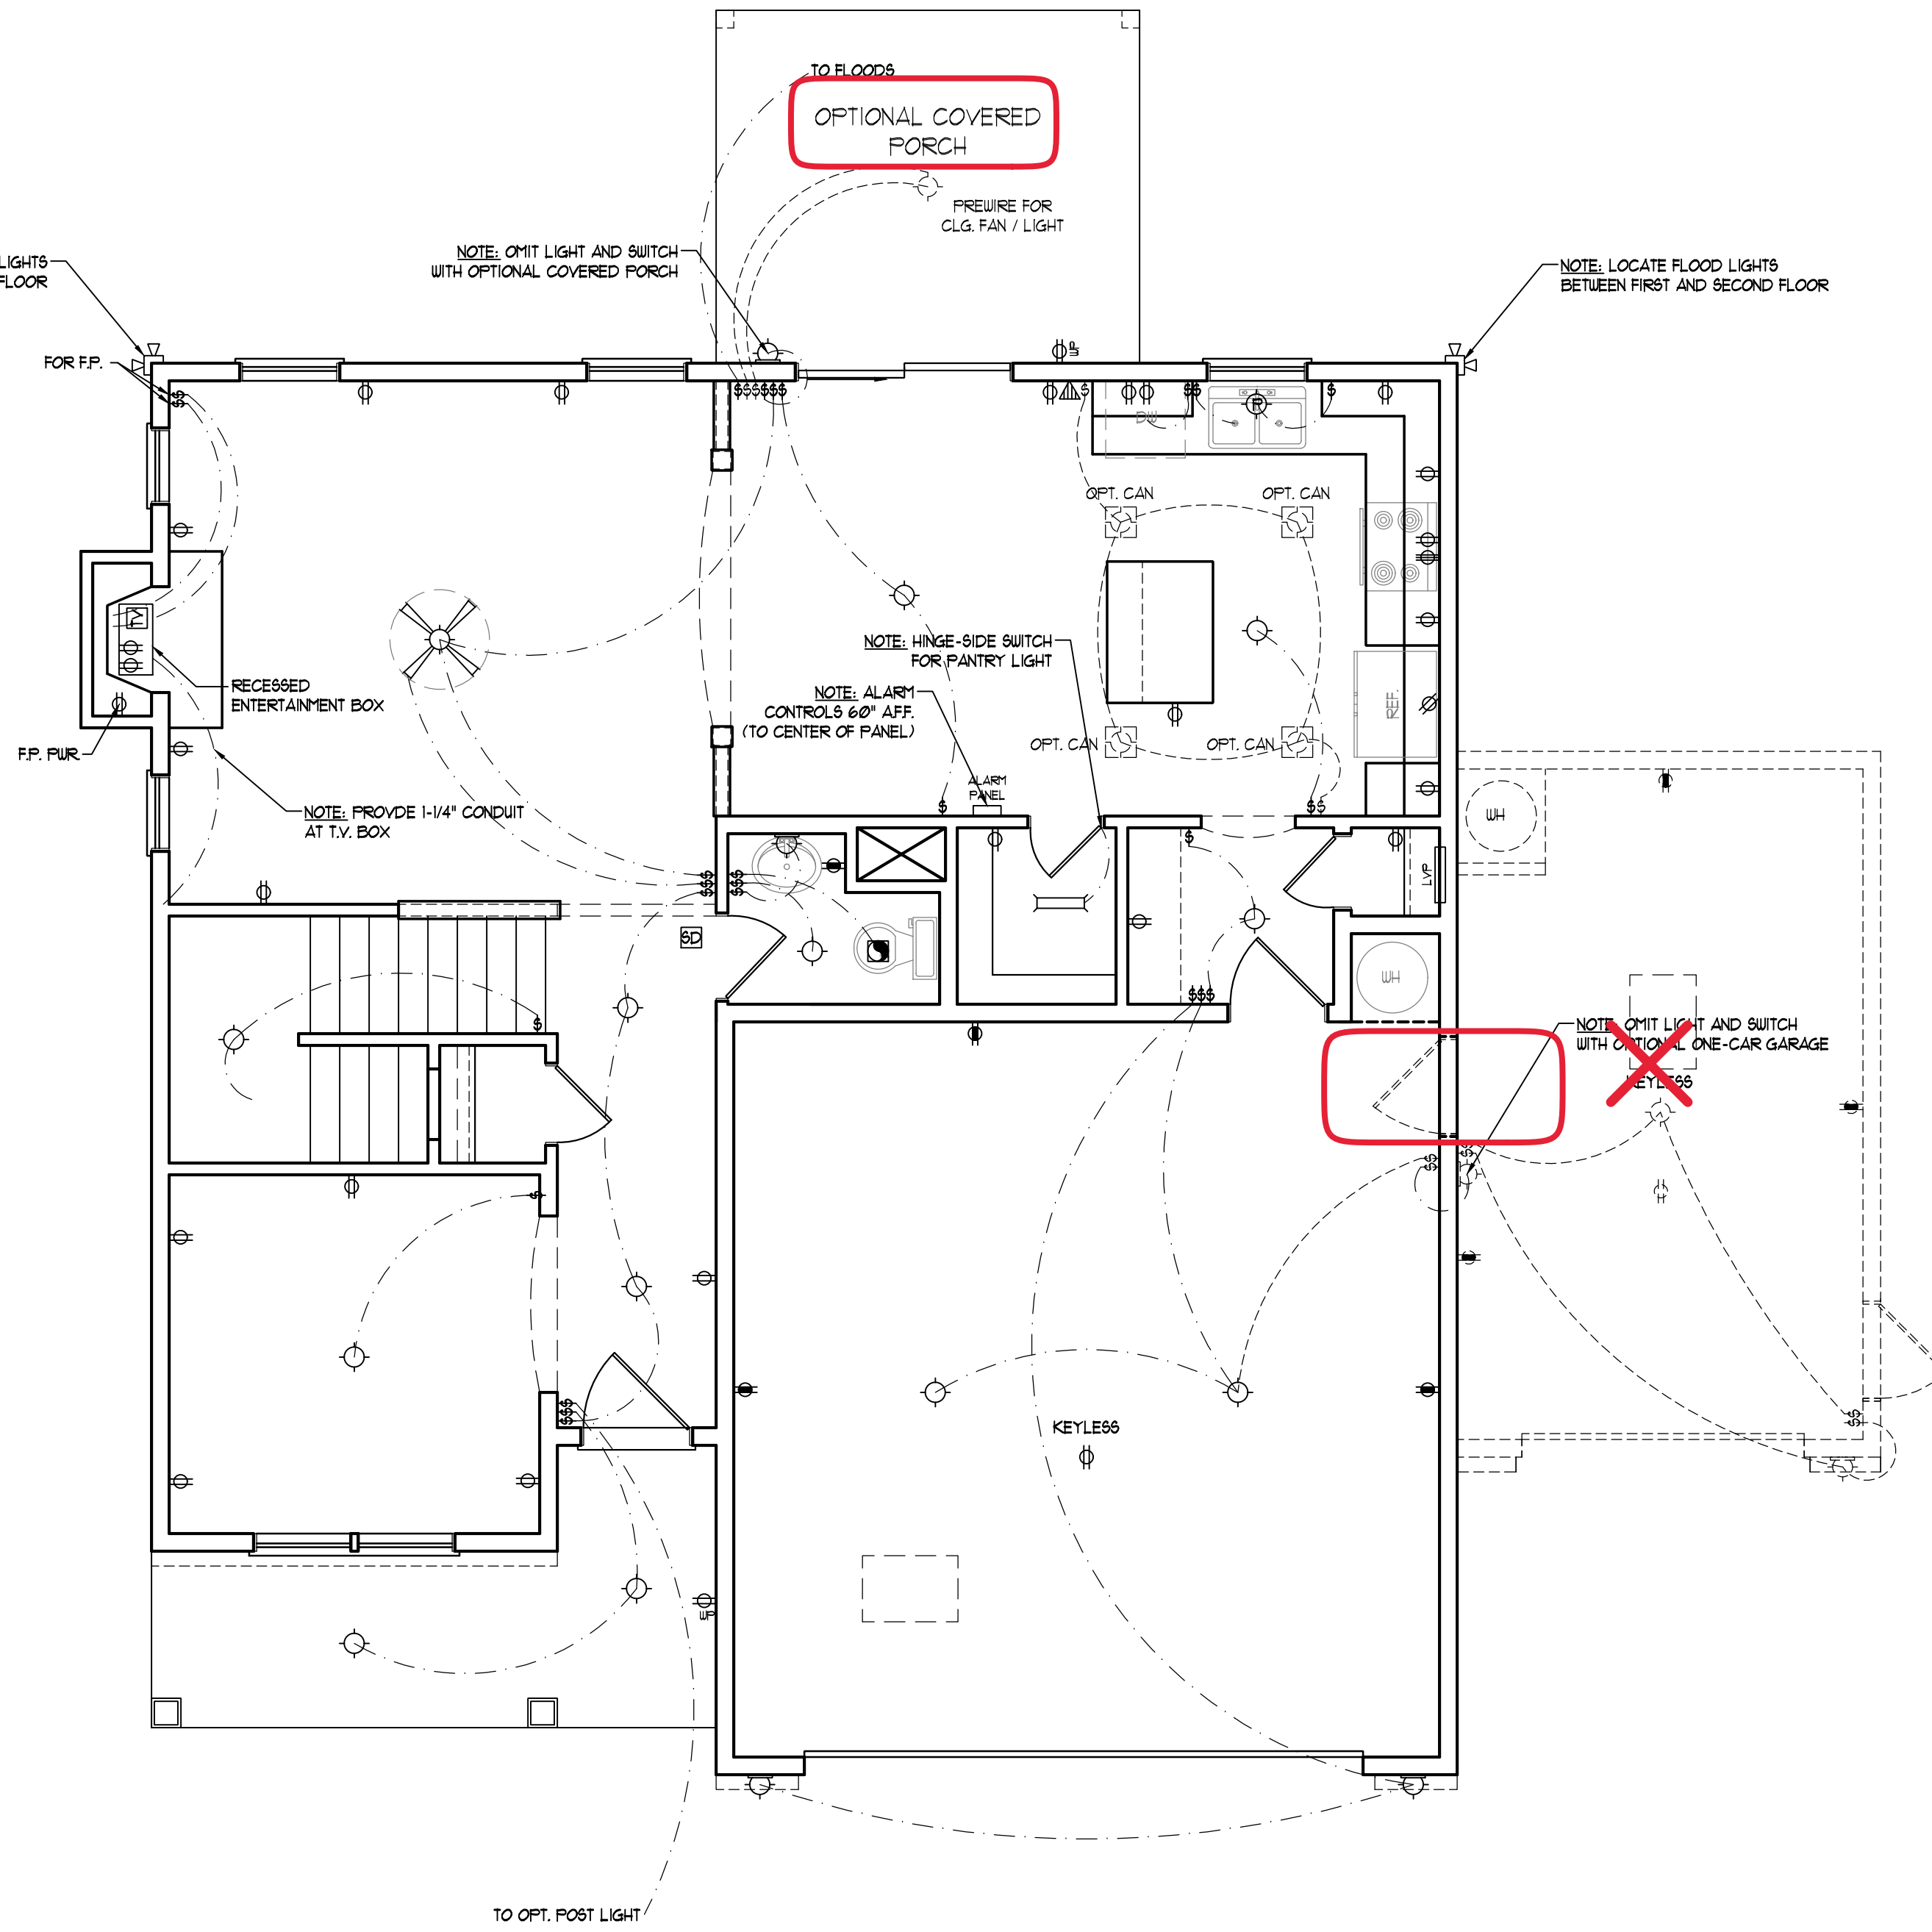 TO FLOODS
OPTIONAL COVERED
PORCH
PREWIRE FOR
CLG. FAN / LIGHT
NOTE: OMIT LIGHT AND SWITCH
WITH OPTIONAL COVERED PORCH
LIGHTS
FLOOR
NOTE: LOCATE FLOOD LIGHTS
BETWEEN FIRST AND SECOND FLOOR
FOR F.P.
WP
$$
$$$$$$
$
$$
$
DW
R
OPT. CAN
OPT. CAN
TV
NOTE: HINGE-SIDE SWITCH
FOR PANTRY LIGHT
RECESSED
ENTERTAINMENT BOX
NOTE: ALARM
CONTROLS 60" A.F.F.
(TO CENTER OF PANEL)
REF.
OPT. CAN
OPT. CAN
F.P. PWR
ALARM
PANEL
NOTE: PROVDE 1-1/4" CONDUIT
AT T.V. BOX
$
$$
WH
$
LVP
$$$
$$$
SD
WH
$$$
$
NOTE: OMIT LIGHT AND SWITCH
WITH OPTIONAL ONE-CAR GARAGE
KEYLESS
$$
$$
$
$$$
KEYLESS
$$
WP
TO OPT. POST LIGHT